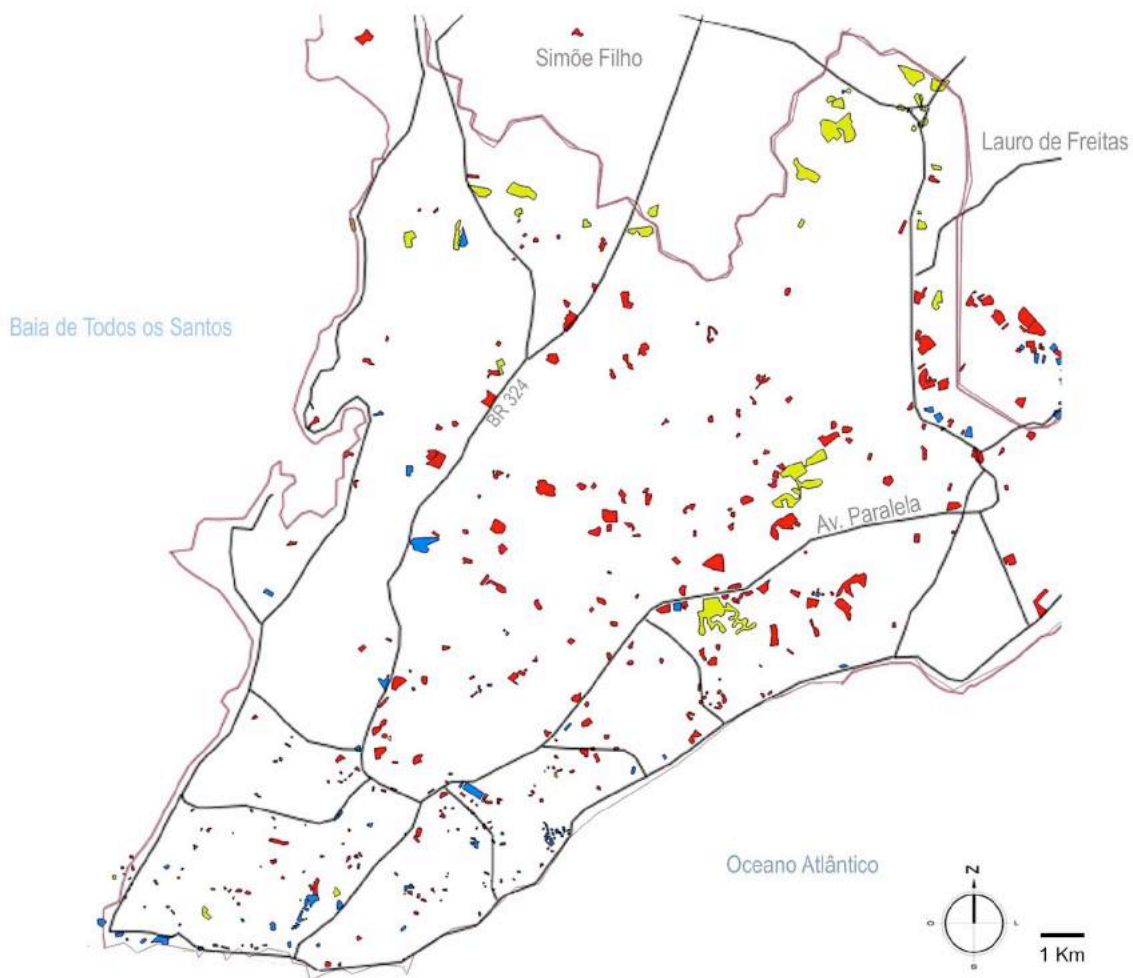 Simõe Filho
Lauro de Freitas
Baia de Todos os Santos
BR 324
Av. Paralela
Oceano Atlântico
N
O
L
S
1 Km